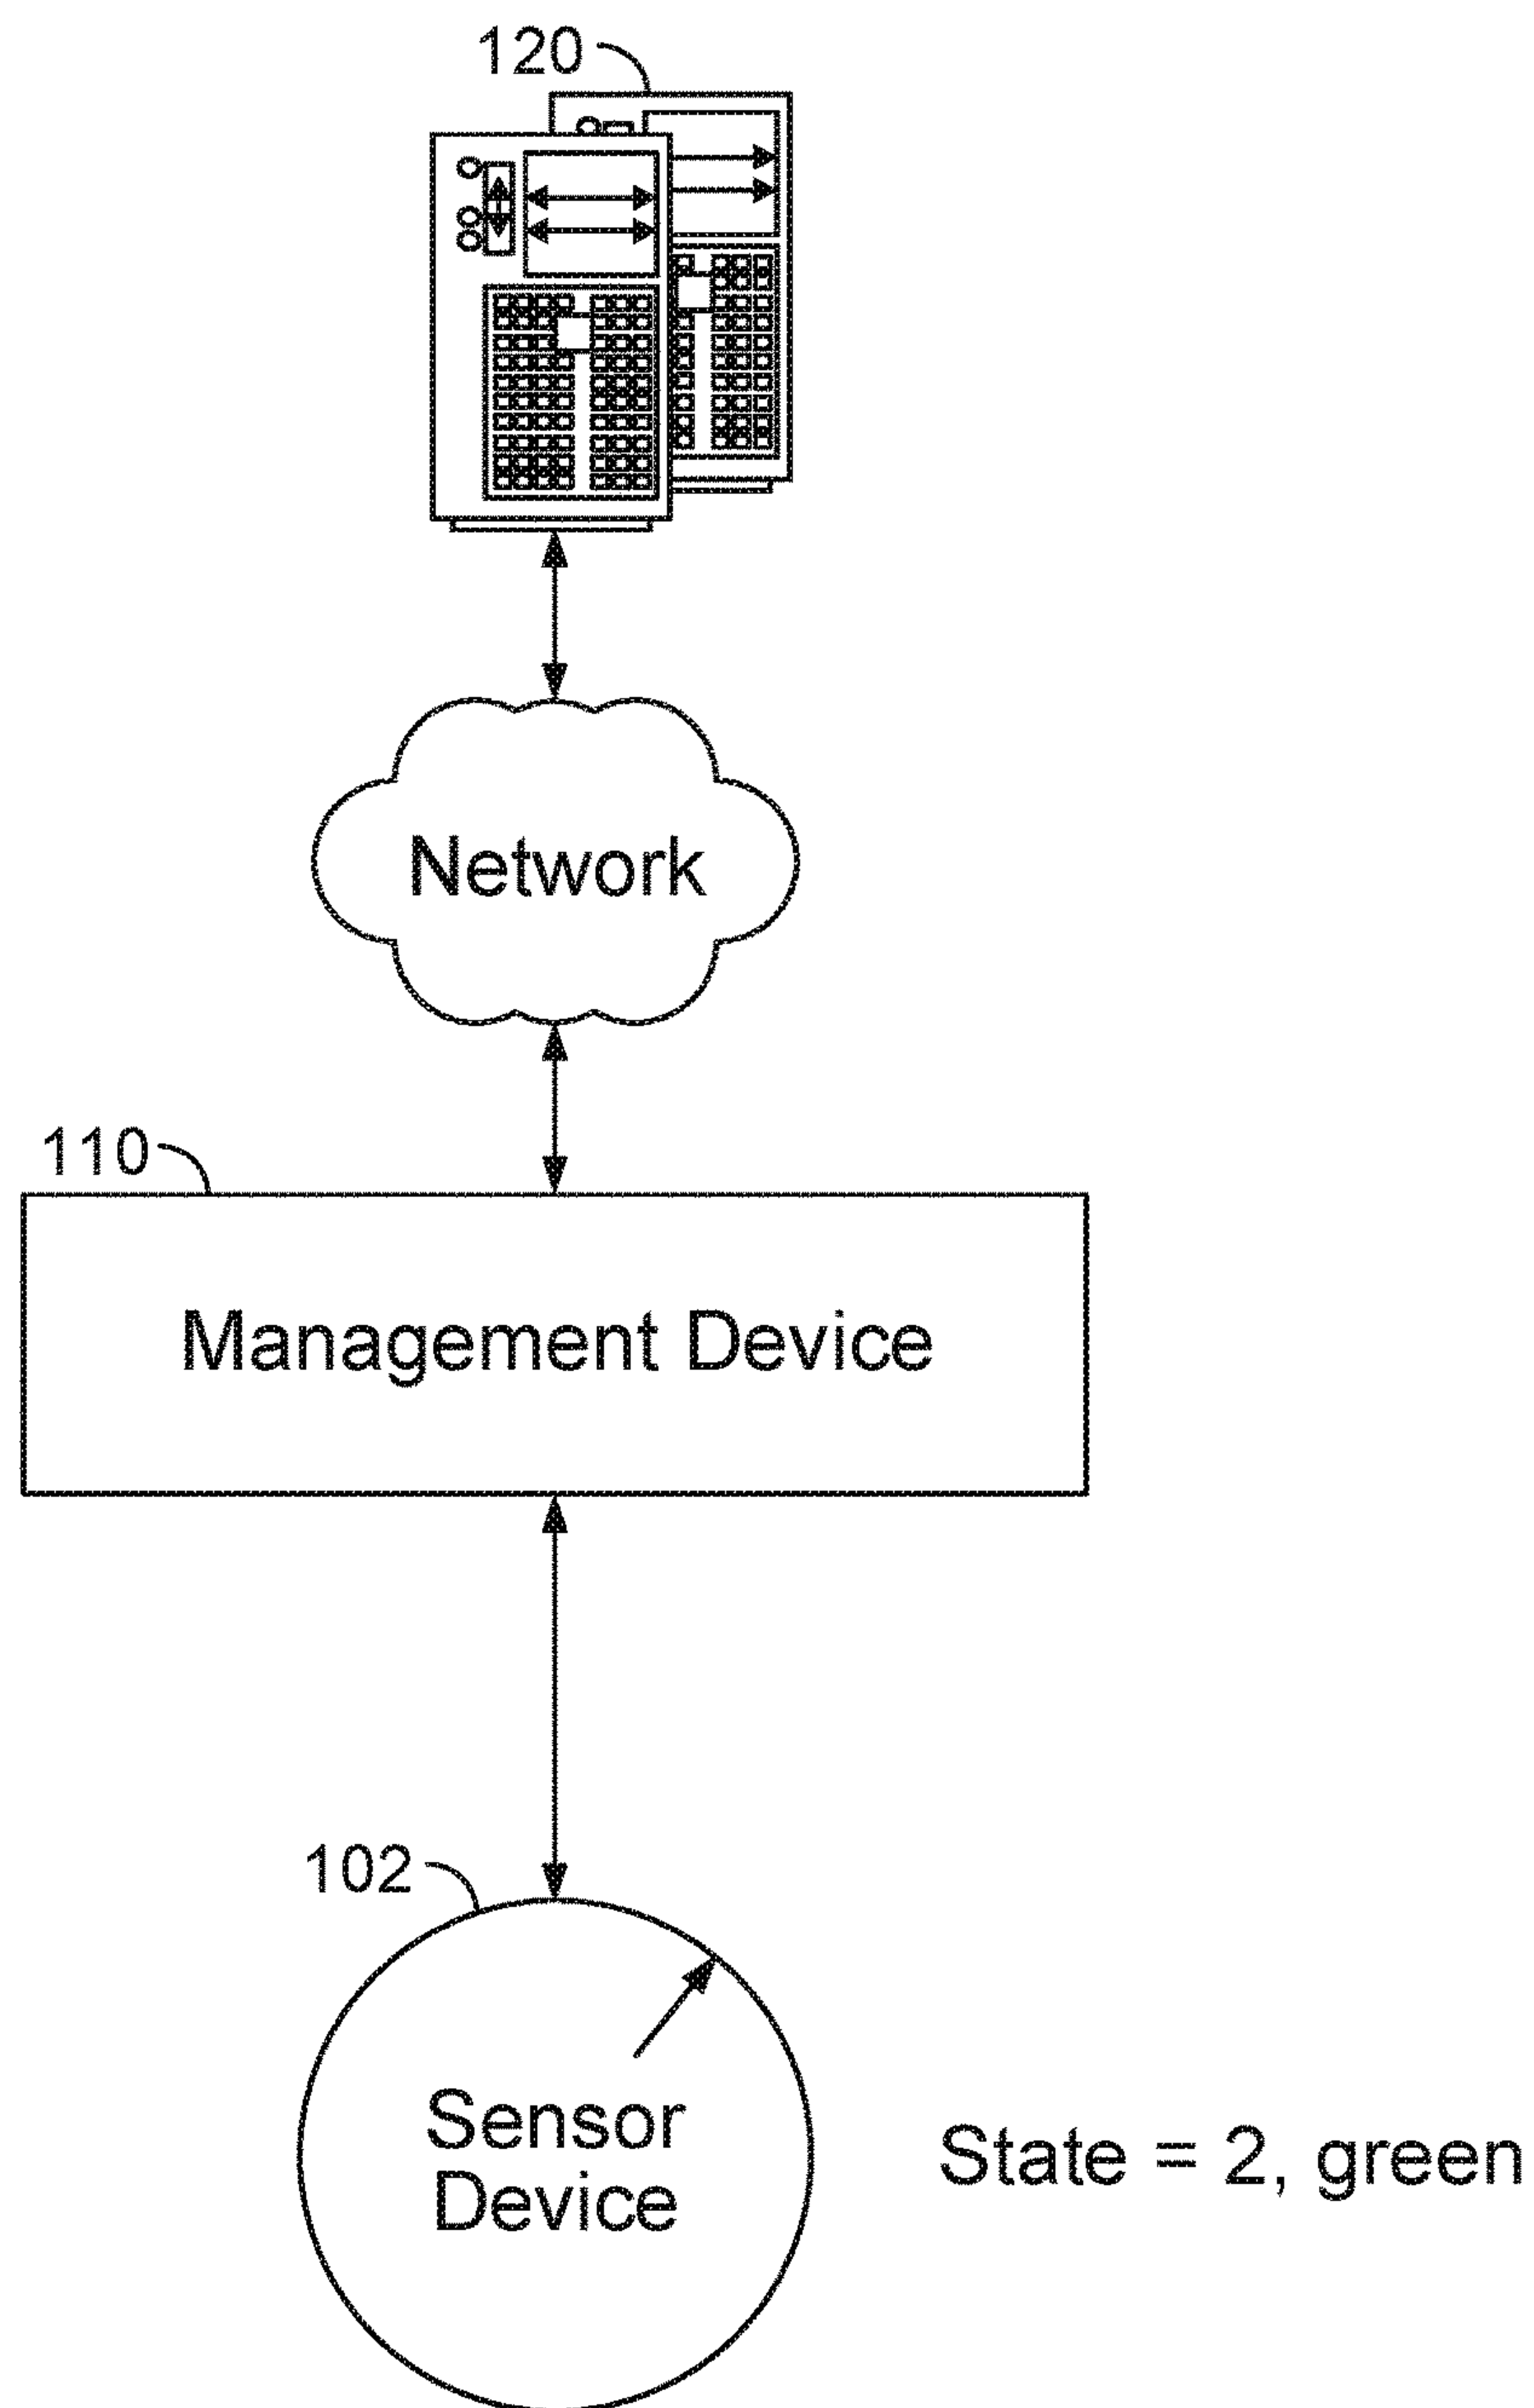 120
Network
110
Management Device
102
Sensor
Device
State = 2, green